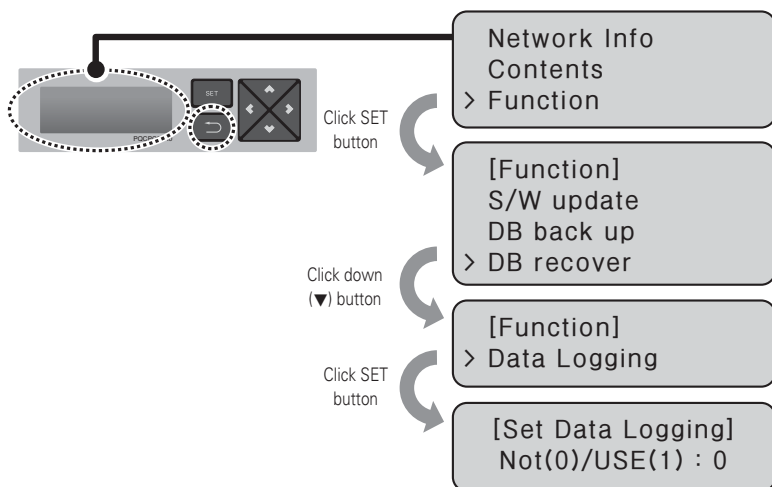 Network Info
Contents
> Function
SET
Click SET
button
[Function]
S/W update
DB back up
> DB recover
Click down
(▼) button
[Function]
> Data Logging
Click SET
button
[Set Data Logging]
Not(0)/USE(1) : 0